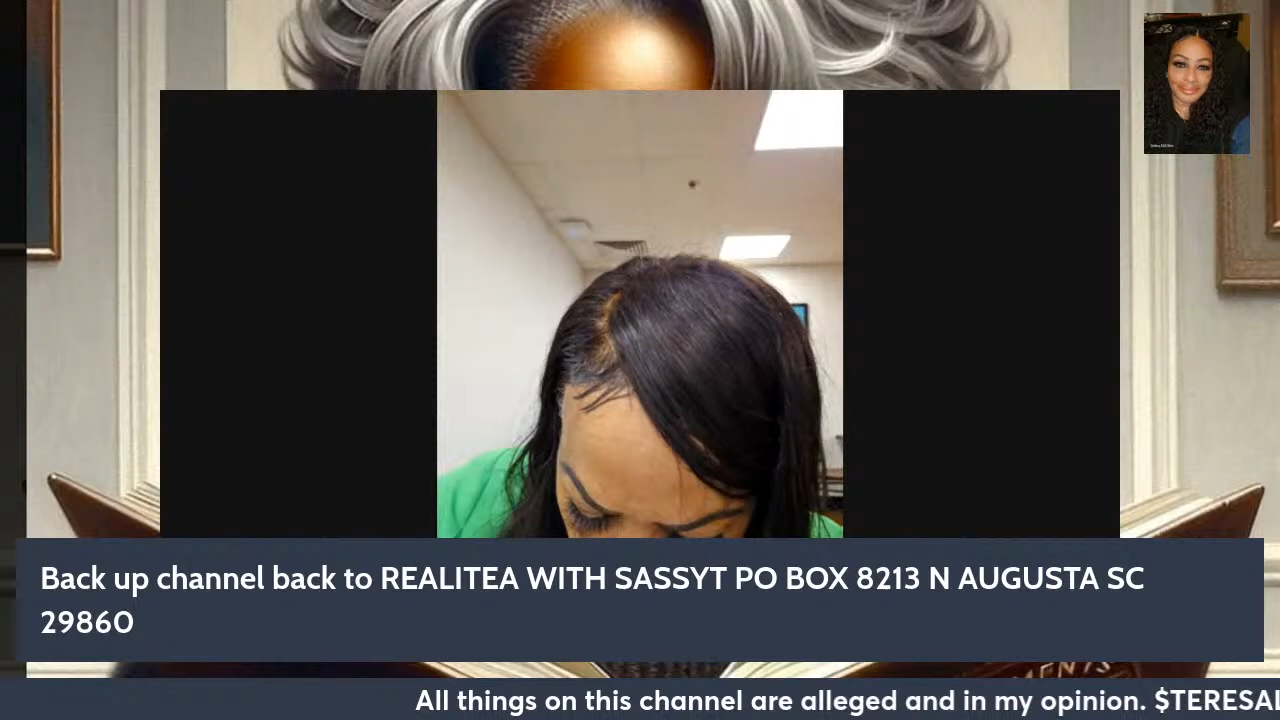 Back up channel back to REALITEA WITH SASSYT PO BOX 8213 N AUGUSTA SC
29860
All things on this channel are alleged and in my opinion. $TERESAL